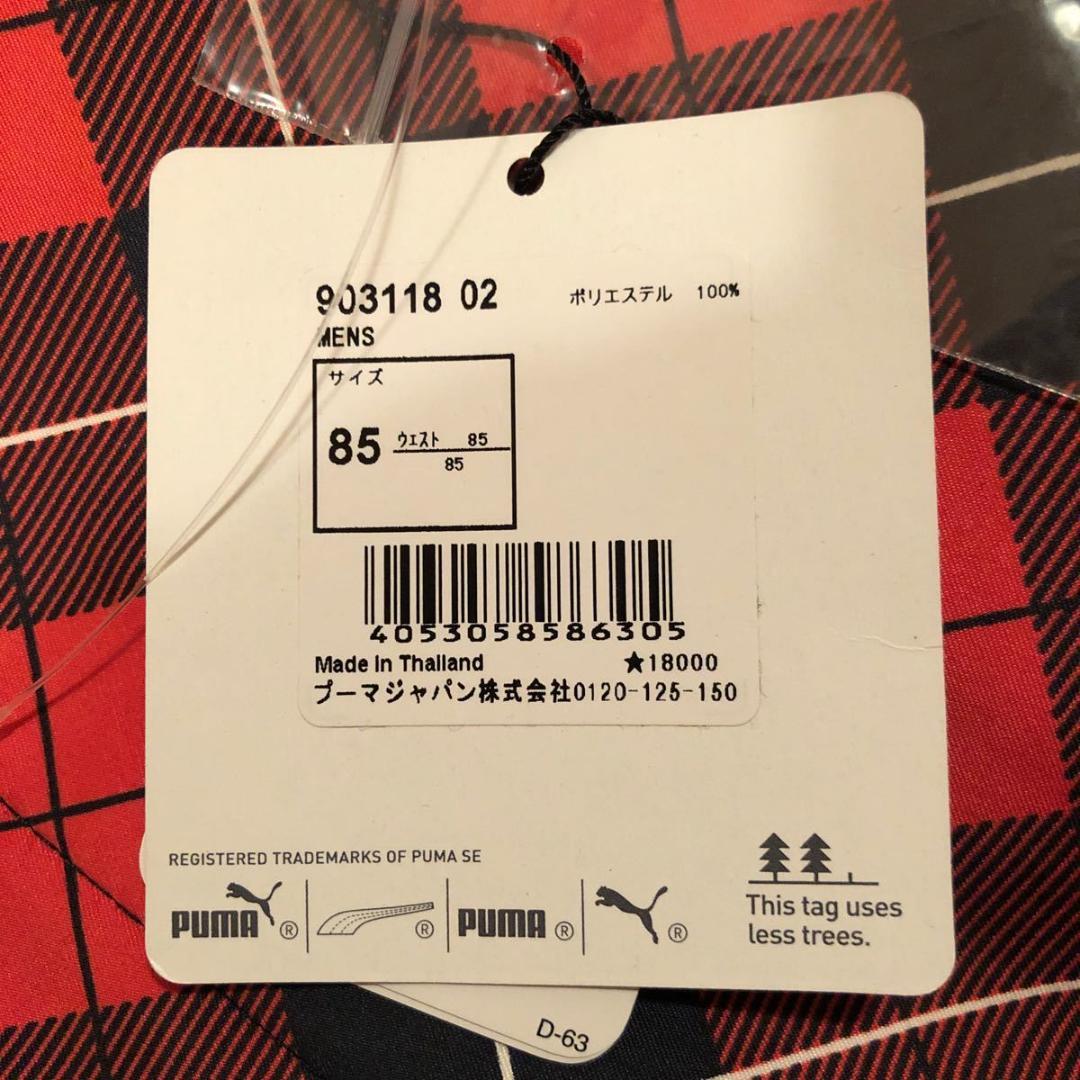 903118 02 ポリエステル 100%
MENS
サイズ
85 ウエスト 85
85
4053058586305
Made in Thailand ★18000
プーマジャパン株式会社0120-125-150
REGISTERED TRADEMARKS OF PUMA SE
PUMA ® ® PUMA ® ®
This tag uses
less trees.
D-63